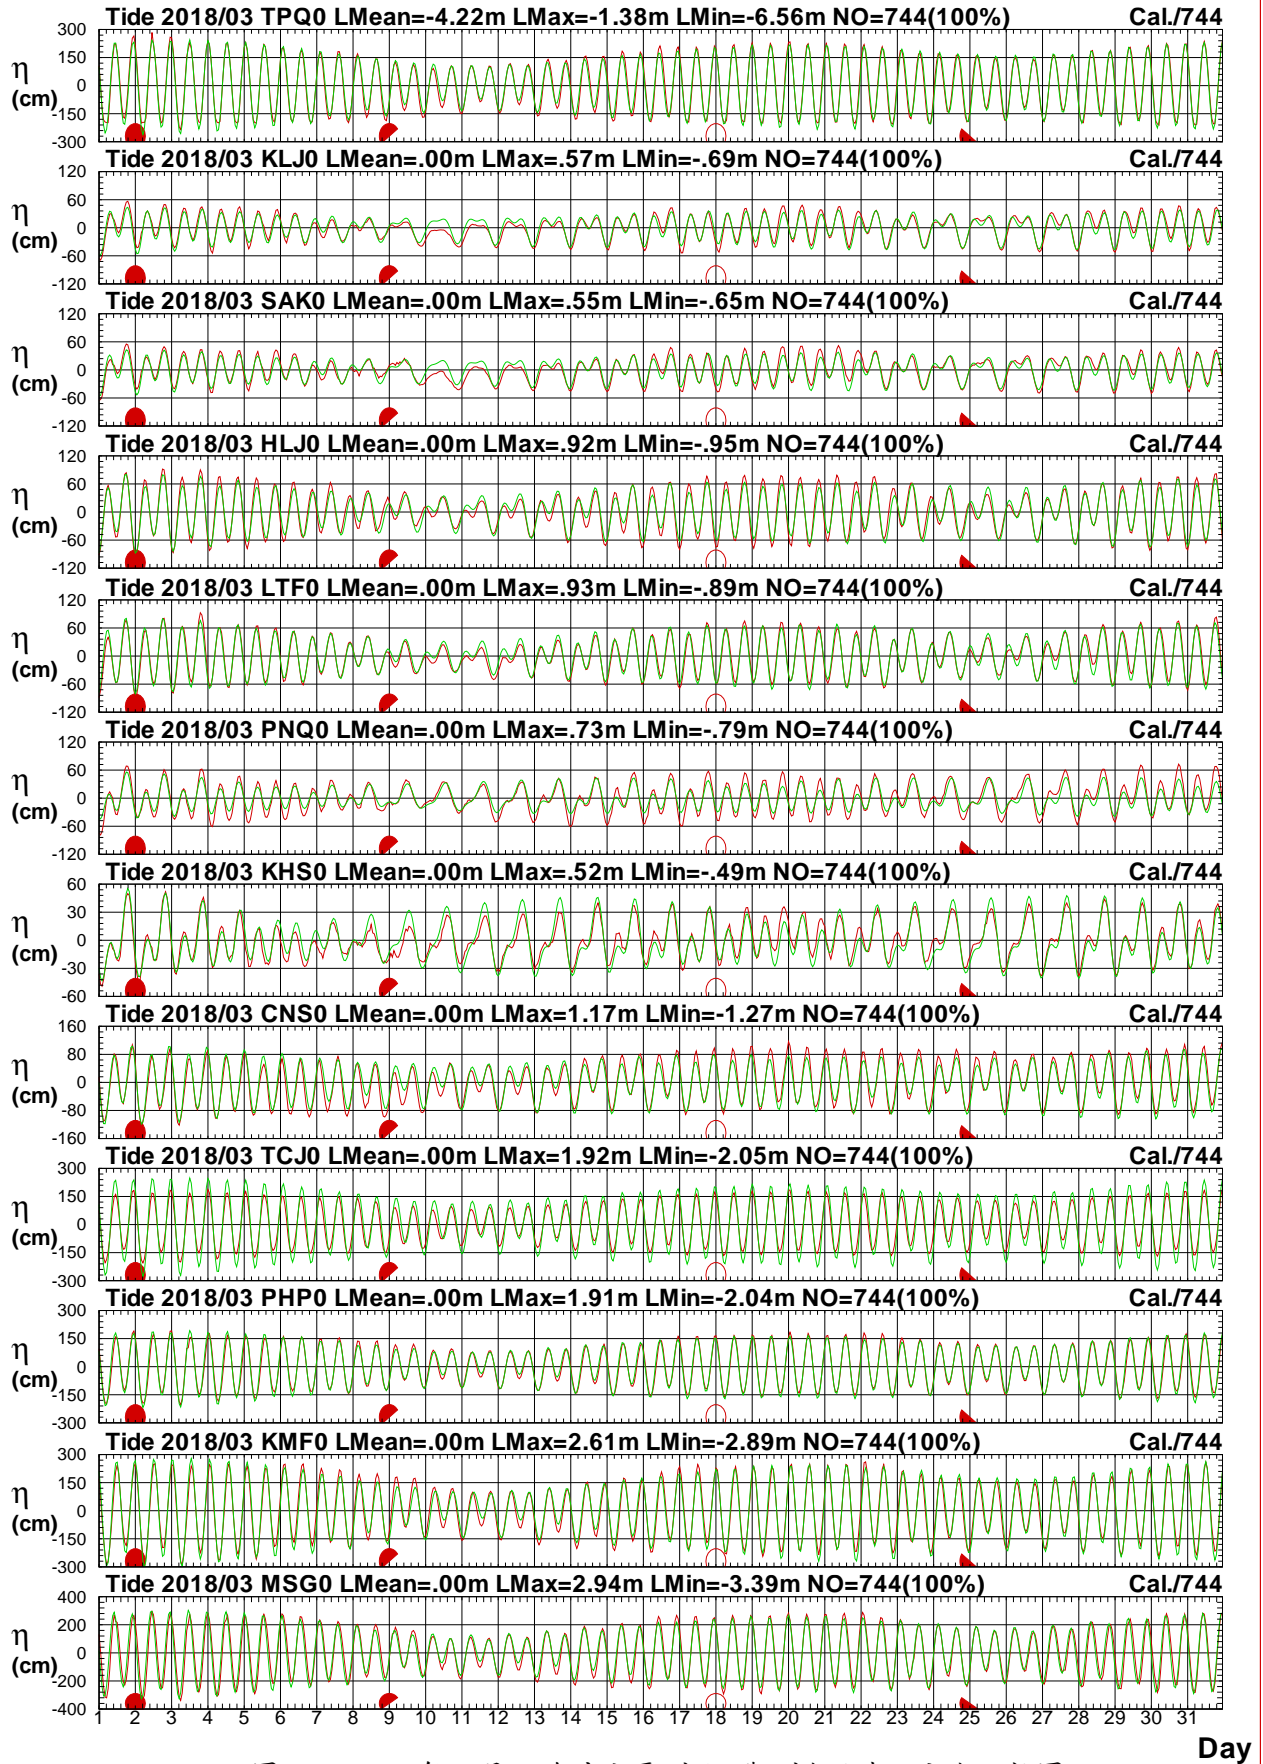 Tide 2018/03 TPQ0 LMean=-4.22m LMax=-1.38m LMin=-6.56m NO=744(100%) Cal./744
300
150
0
-150
-300
η
(cm)
Tide 2018/03 KLJ0 LMean=.00m LMax=.57m LMin=-.69m NO=744(100%) Cal./744
120
60
0
-60
-120
η
(cm)
Tide 2018/03 SAK0 LMean=.00m LMax=.55m LMin=-.65m NO=744(100%) Cal./744
120
60
0
-60
-120
η
(cm)
Tide 2018/03 HLJ0 LMean=.00m LMax=.92m LMin=-.95m NO=744(100%) Cal./744
120
60
0
-60
-120
η
(cm)
Tide 2018/03 LTF0 LMean=.00m LMax=.93m LMin=-.89m NO=744(100%) Cal./744
120
60
0
-60
-120
η
(cm)
Tide 2018/03 PNQ0 LMean=.00m LMax=.73m LMin=-.79m NO=744(100%) Cal./744
120
60
0
-60
-120
η
(cm)
Tide 2018/03 KHS0 LMean=.00m LMax=.52m LMin=-.49m NO=744(100%) Cal./744
60
30
0
-30
-60
η
(cm)
Tide 2018/03 CNS0 LMean=.00m LMax=1.17m LMin=-1.27m NO=744(100%) Cal./744
160
80
0
-80
-160
η
(cm)
Tide 2018/03 TCJ0 LMean=.00m LMax=1.92m LMin=-2.05m NO=744(100%) Cal./744
300
150
0
-150
-300
η
(cm)
Tide 2018/03 PHP0 LMean=.00m LMax=1.91m LMin=-2.04m NO=744(100%) Cal./744
300
150
0
-150
-300
η
(cm)
Tide 2018/03 KMF0 LMean=.00m LMax=2.61m LMin=-2.89m NO=744(100%) Cal./744
300
150
0
-150
-300
η
(cm)
Tide 2018/03 MSG0 LMean=.00m LMax=2.94m LMin=-3.39m NO=744(100%) Cal./744
400
200
0
-200
-400
η
(cm)
1 2 3 4 5 6 7 8 9 10 11 12 13 14 15 16 17 18 19 20 21 22 23 24 25 26 27 28 29 30 31
Day